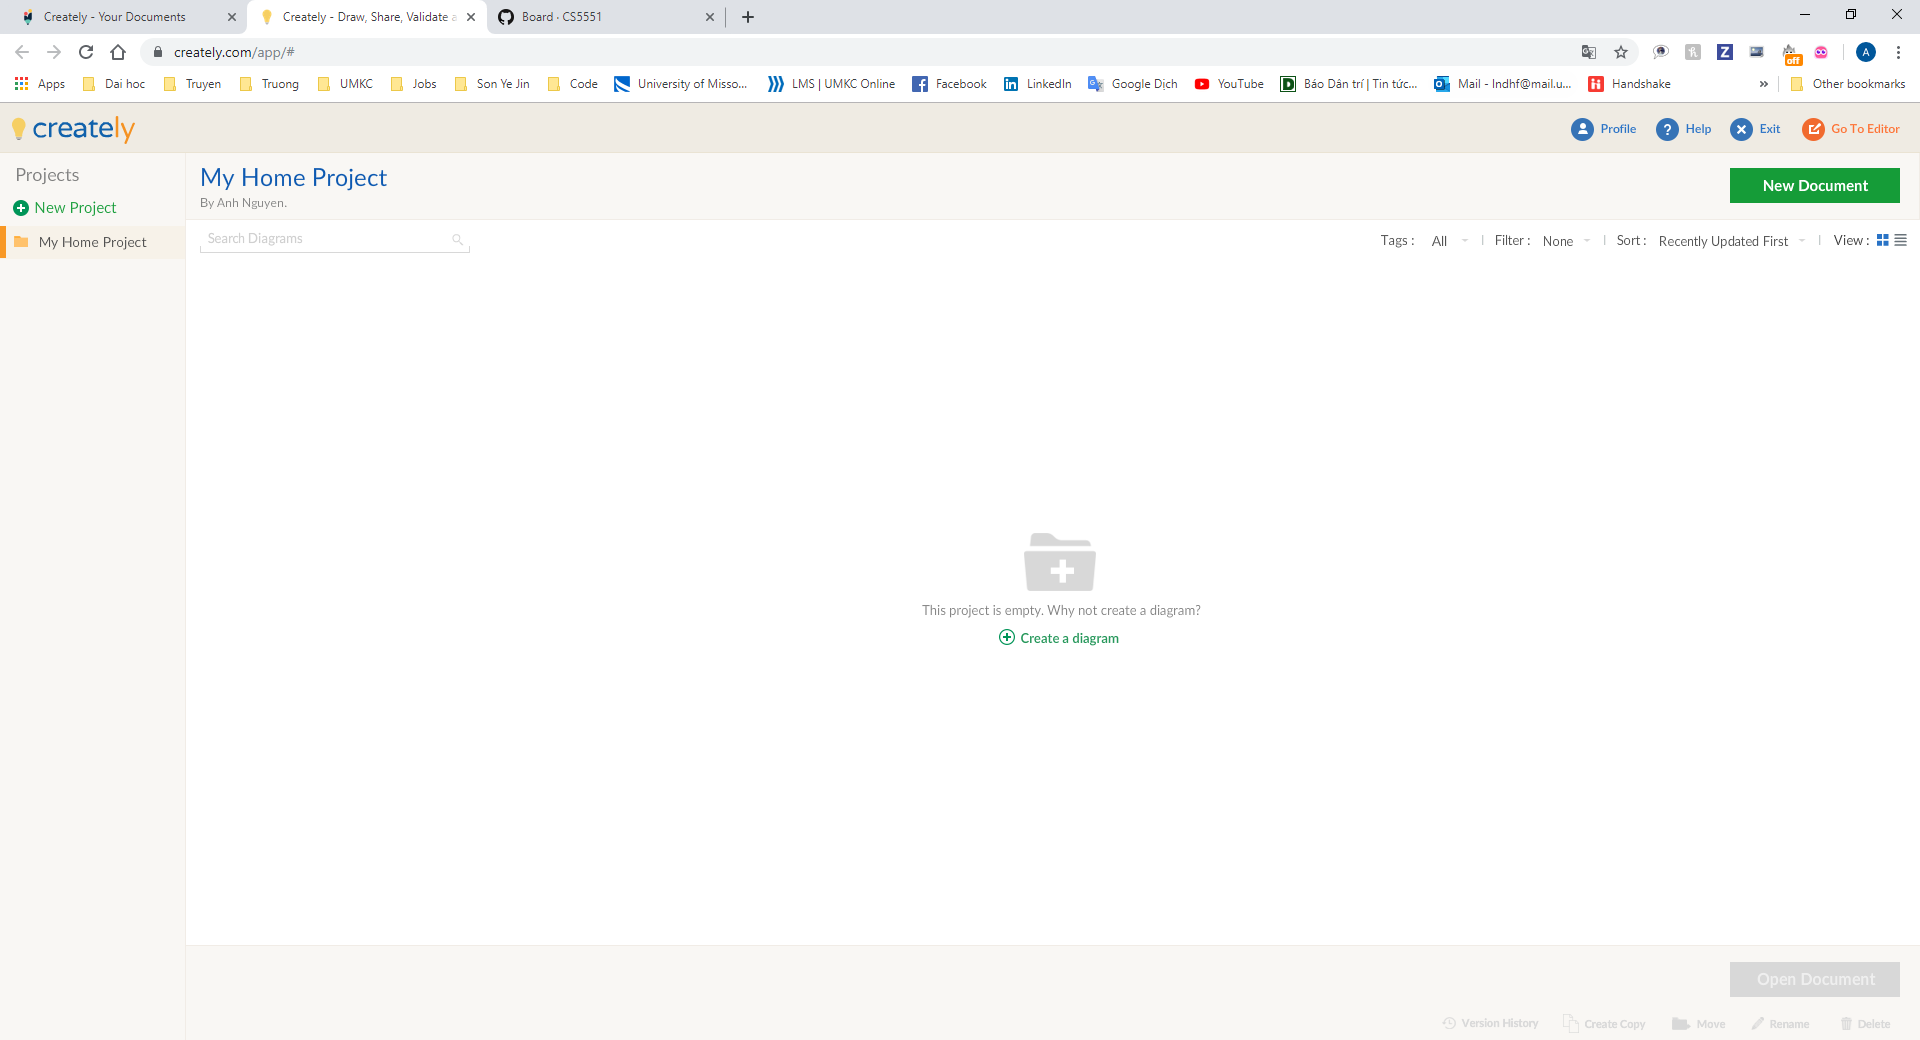 Creately - Your Documents
Creately - Draw, Share, Validate a
Board · CS5551
creately.com/app/#
off
A
Apps
Dai hoc
Truyen
Truong
UMKC
Jobs
Son Ye Jin
Code
University of Misso...
LMS | UMKC Online
Facebook
LinkedIn
Google Dịch
YouTube
Báo Dân trí | Tin tức...
Mail - lndhf@mail.u...
Handshake
»
Other bookmarks
creately
Profile
Help
Exit
Go To Editor
Projects
New Project
My Home Project
My Home Project
By Anh Nguyen.
New Document
Search Diagrams
Tags : All
Filter : None
Sort : Recently Updated First
View :
This project is empty. Why not create a diagram?
Create a diagram
Open Document
Version History
Create Copy
Move
Rename
Delete